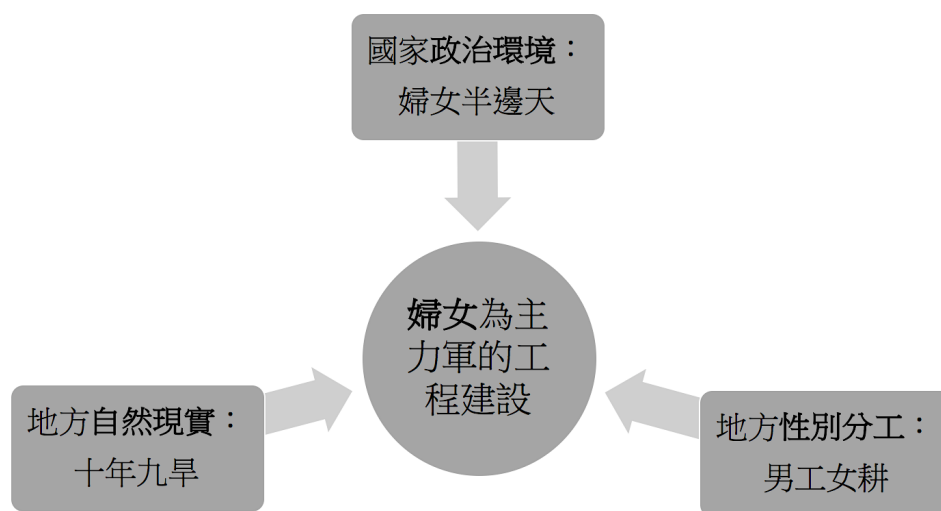 國家政治環境：
婦女半邊天
婦女為主
力軍的工
程建設
地方自然現實：
十年九旱
地方性別分工：
男工女耕